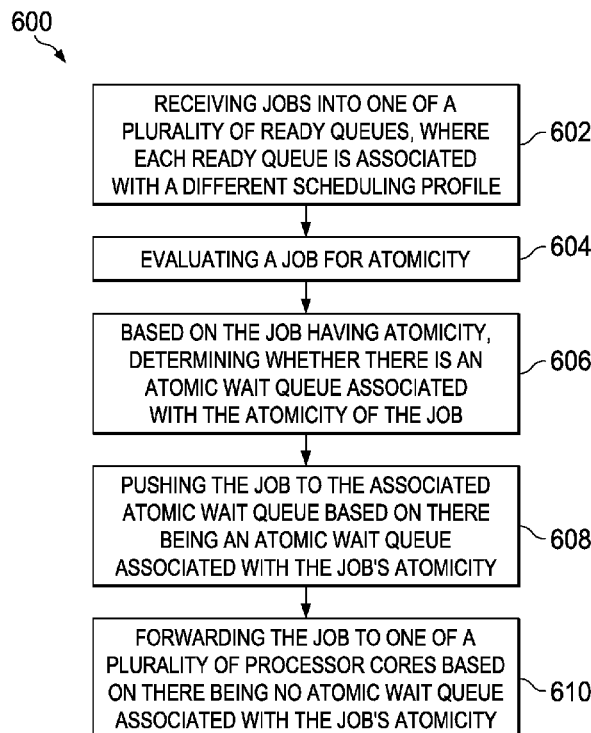 600
RECEIVING JOBS INTO ONE OF A
PLURALITY OF READY QUEUES, WHERE
EACH READY QUEUE IS ASSOCIATED
WITH A DIFFERENT SCHEDULING PROFILE
602
EVALUATING A JOB FOR ATOMICITY
604
BASED ON THE JOB HAVING ATOMICITY,
DETERMINING WHETHER THERE IS AN
ATOMIC WAIT QUEUE ASSOCIATED
WITH THE ATOMICITY OF THE JOB
606
PUSHING THE JOB TO THE ASSOCIATED
ATOMIC WAIT QUEUE BASED ON THERE
BEING AN ATOMIC WAIT QUEUE
ASSOCIATED WITH THE JOB'S ATOMICITY
608
FORWARDING THE JOB TO ONE OF A
PLURALITY OF PROCESSOR CORES BASED
ON THERE BEING NO ATOMIC WAIT QUEUE
ASSOCIATED WITH THE JOB'S ATOMICITY
610